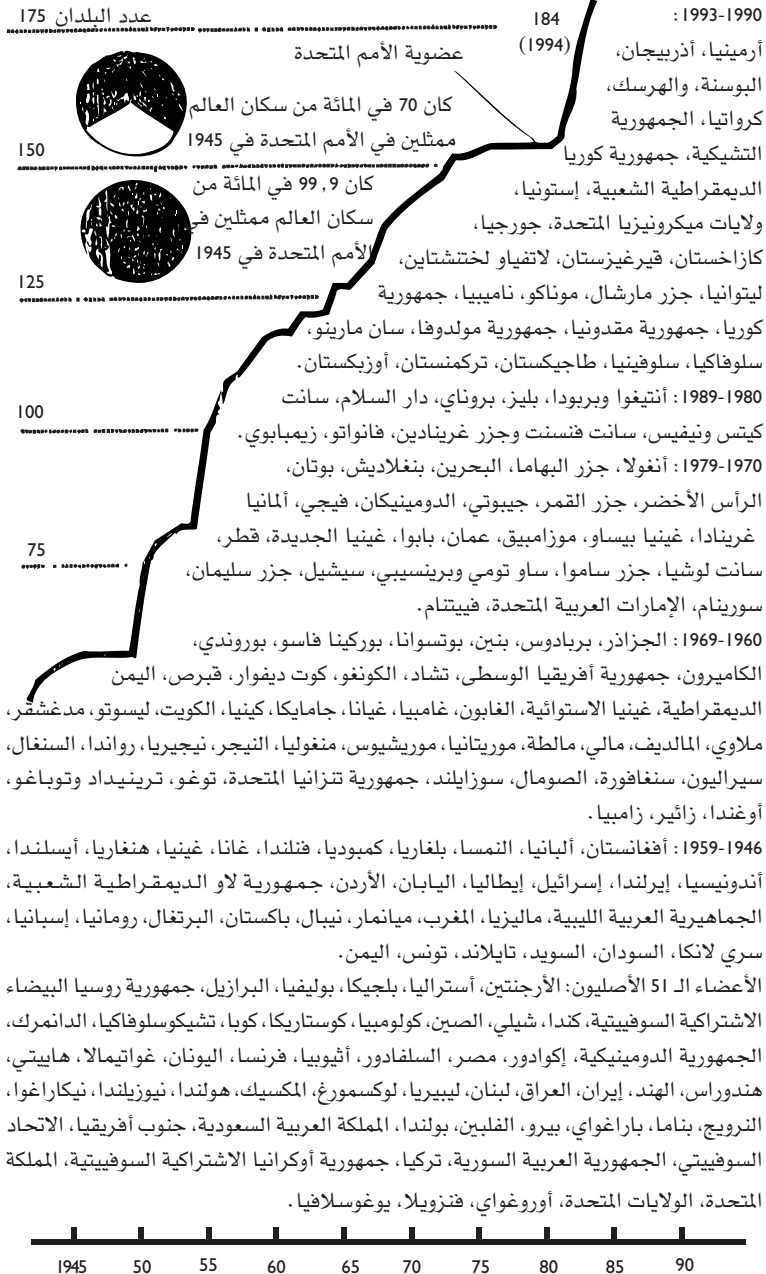 عدد البلدان 175
184
(1994)
عضوية الأمم المتحدة
كان 70 في المائة من سكان العالم
ممثلين في الأمم المتحدة في 1945
150
كان 99,9 في المائة من
سكان العالم ممثلين في
الأمم المتحدة في 1945
125
100
75
1993-1990 :
أرمينيا، أذربيجان،
البوسنة، والهرسك،
كرواتيا، الجمهورية
التشيكية، جمهورية كوريا
الديمقراطية الشعبية، إستونيا،
ولايات ميكرونيزيا المتحدة، جورجيا،
كازاخستان، قيرغيزستان، لاتفياو لختنشتاين،
ليتوانيا، جزر مارشال، موناكو، ناميبيا، جمهورية
كوريا، جمهورية مقدونيا، جمهورية مولدوفا، سان مارينو،
سلوفاكيا، سلوفينيا، طاجيكستان، تركمنستان، أوزبكستان.
1989-1980: أنتيغوا وبربودا، بليز، بروناي، دار السلام، سانت
كيتس ونيفيس، سانت فنسنت وجزر غرينادين، فانواتو، زيمبابوي.
1979-1970: أنغولا، جزر البهاما، البحرين، بنغلاديش، بوتان،
الرأس الأخضر، جزر القمر، جيبوتي، الدومينيكان، فيجي، ألمانيا
غرينادا، غينيا بيساو، موزامبيق، عمان، بابوا، غينيا الجديدة، قطر،
سانت لوشيا، جزر ساموا، ساو تومي وبرينسيبي، سيشيل، جزر سليمان،
سورينام، الإمارات العربية المتحدة، فييتنام.
1969-1960: الجزاذر، بربادوس، بنين، بوتسوانا، بوركينا فاسو، بوروندي،
الكاميرون، جمهورية أفريقيا الوسطى، تشاد، الكونغو، كوت ديفوار، قبرص، اليمن
الديمقراطية، غينيا الاستوائية، الغابون، غامبيا، غيانا، جامايكا، كينيا، الكويت، ليسوتو، مدغشقر،
ملاوي، المالديف، مالي، مالطة، موريتانيا، موريشيوس، منغوليا، النيجر، نيجيريا، رواندا، السنغال،
سيراليون، سنغافورة، الصومال، سوزايلند، جمهورية تنزانيا المتحدة، توغو، ترينيداد وتوباغو،
أوغندا، زائير، زامبيا.
1959-1946: أفغانستان، ألبانيا، النمسا، بلغاريا، كمبوديا، فنلندا، غانا، غينيا، هنغاريا، أيسلندا،
أندونيسيا، إيرلندا، إسرائيل، إيطاليا، اليابان، الأردن، جمهورية لاو الديمقراطية الشعبية،
الجماهيرية العربية الليبية، ماليزيا، المغرب، ميانمار، نيبال، باكستان، البرتغال، رومانيا، إسبانيا،
سري لانكا، السودان، السويد، تايلاند، تونس، اليمن.
الأعضاء الـ 51 الأصليون: الأرجنتين، أستراليا، بلجيكا، بوليفيا، البرازيل، جمهورية روسيا البيضاء
الاشتراكية السوفييتية، كندا، شيلي، الصين، كولومبيا، كوستاريكا، كوبا، تشيكوسلوفاكيا، الدانمرك،
الجمهورية الدومينيكية، إكوادور، مصر، السلفادور، أثيوبيا، فرنسا، اليونان، غواتيمالا، هاييتي،
هندوراس، الهند، إيران، العراق، لبنان، ليبيريا، لوكسمورغ، المكسيك، هولندا، نيوزيلندا، نيكاراغوا،
النرويج، بناما، باراغواي، بيرو، الفلبين، بولندا، المملكة العربية السعودية، جنوب أفريقيا، الاتحاد
السوفييتي، الجمهورية العربية السورية، تركيا، جمهورية أوكرانيا الاشتراكية السوفييتية، المملكة
المتحدة، الولايات المتحدة، أوروغواي، فنزويلا، يوغوسلافيا.
1945 50 55 60 65 70 75 80 85 90